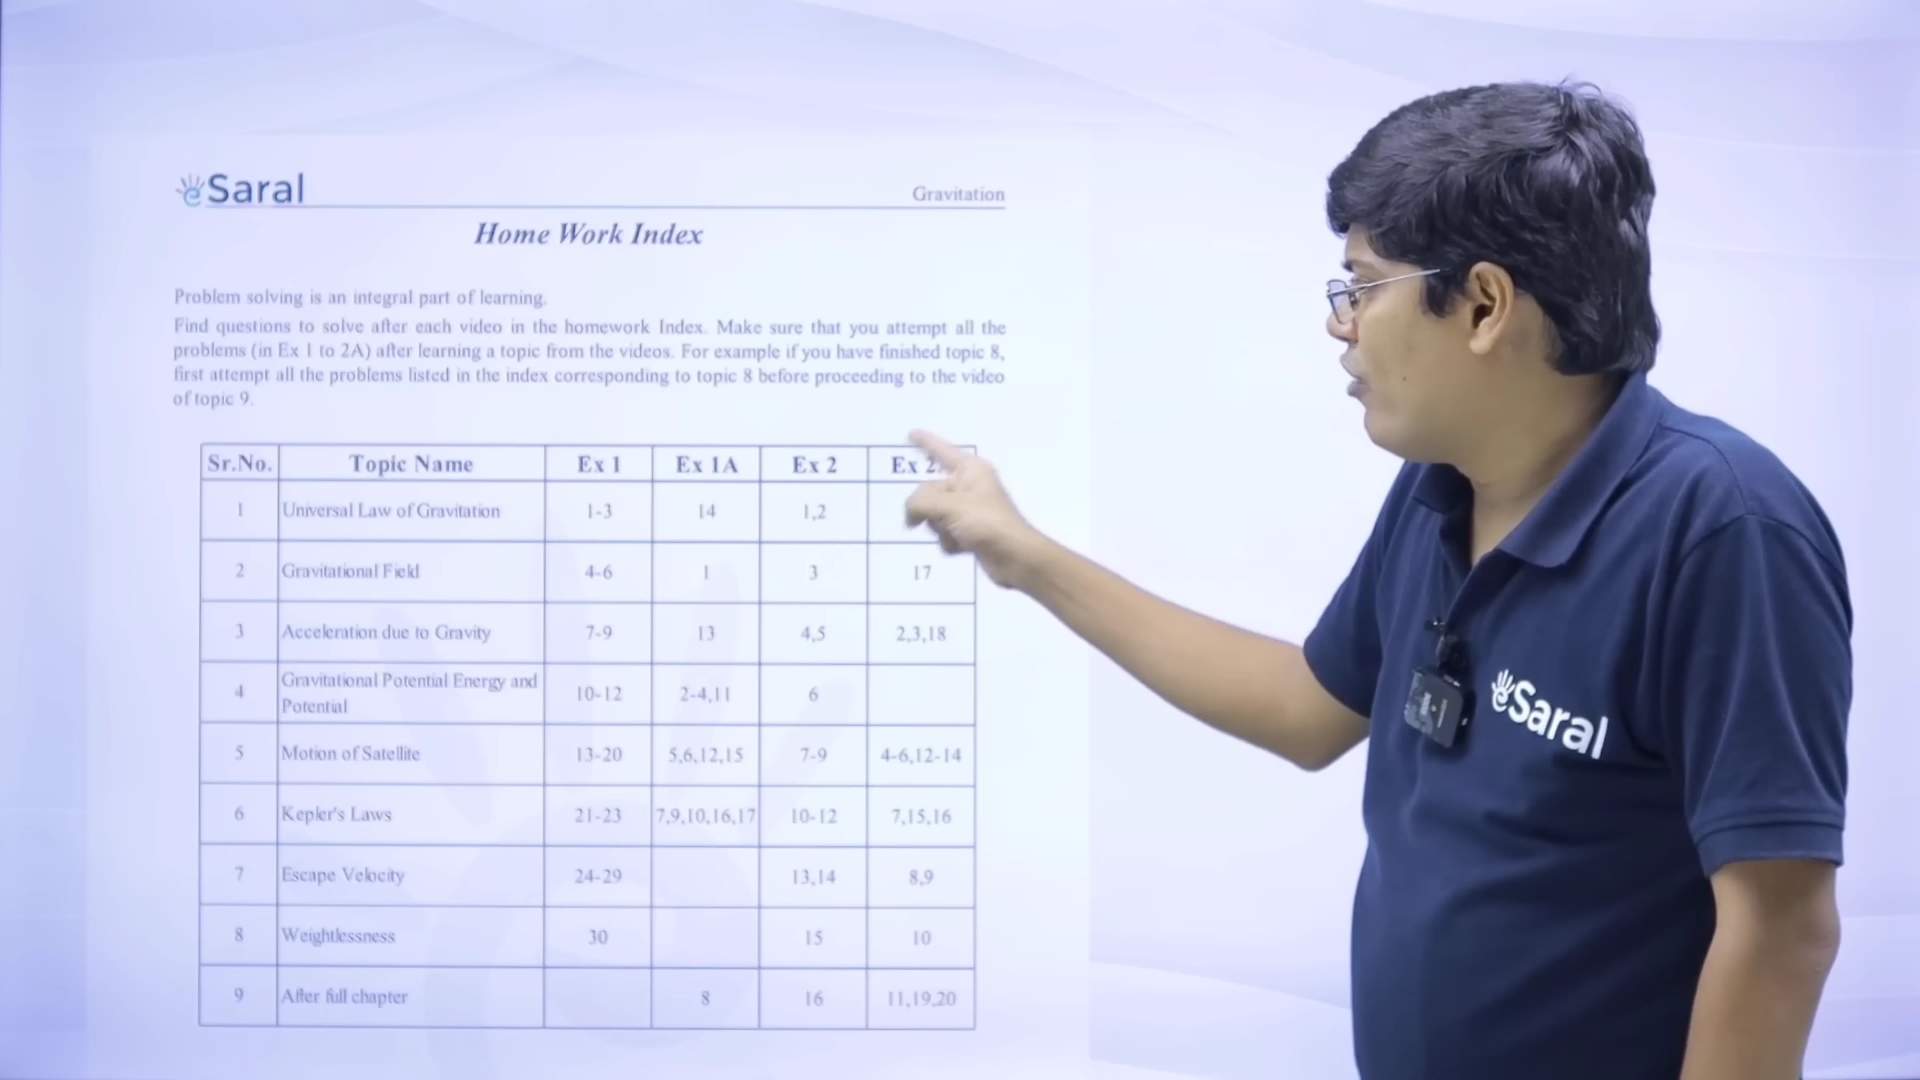 eSaral
Gravitation
Home Work Index
Problem solving is an integral part of learning.
Find questions to solve after each video in the homework Index. Make sure that you attempt all the
problems (in Ex 1 to 2A) after learning a topic from the videos. For example if you have finished topic 8,
first attempt all the problems listed in the index corresponding to topic 8 before proceeding to the video
of topic 9.
Sr.No. Topic Name Ex 1 Ex 1A Ex 2 Ex
1 Universal Law of Gravitation 1-3 14 1,2
2 Gravitational Field 4-6 1 3 17
3 Acceleration due to Gravity 7-9 13 4,5 2,3,18
4 Gravitational Potential Energy and
Potential 10-12 2-4,11 6
5 Motion of Satellite 13-20 5,6,12,15 7-9 4-6,12-14
6 Kepler's Laws 21-23 7,9,10,16,17 10-12 7,15,16
7 Escape Velocity 24-29 13,14 8,9
8 Weightlessness 30 15 10
9 After full chapter 8 16 11,19,20
eSaral